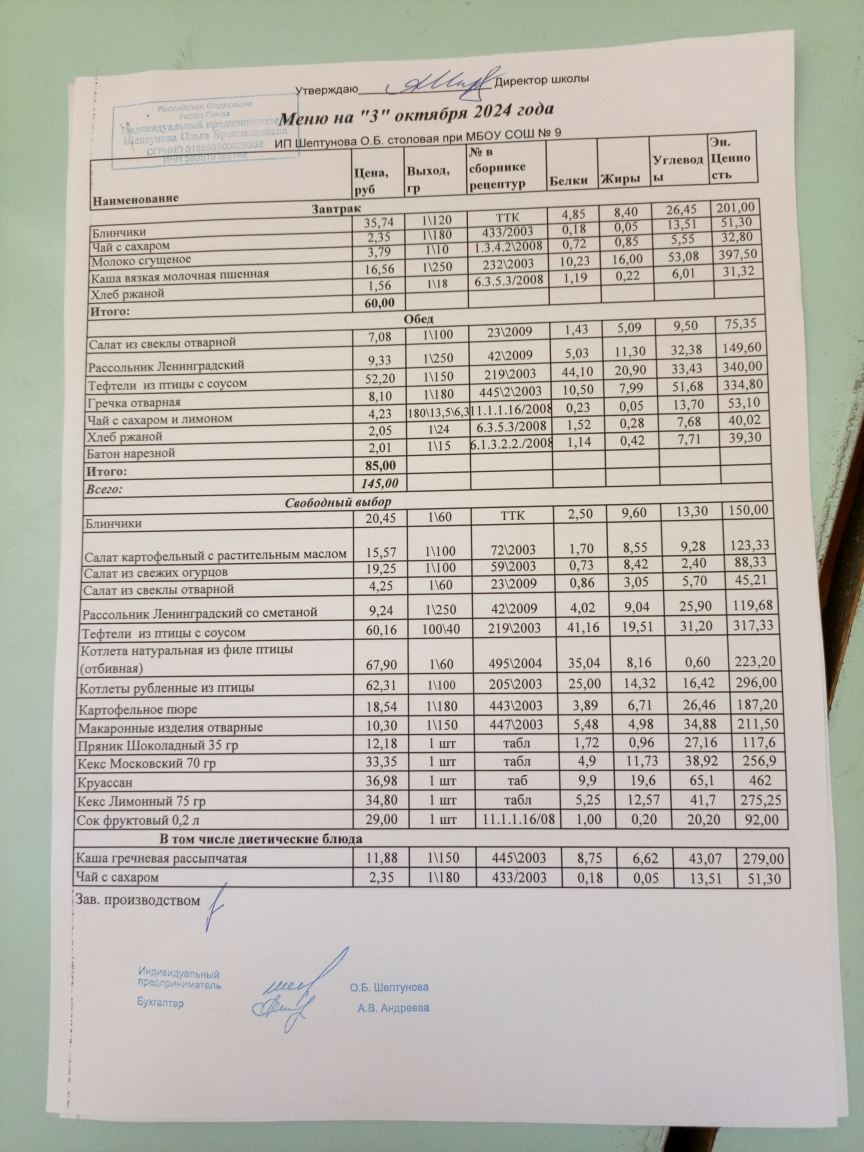 Утверждаю Директор школы
Российская Федерация
город Пенза
Индивидуальный предприниматель
Шептунова Ольга
ОГРНИП
ИНН
Меню на "3" октября 2024 года
ИП Шептунова О.Б. столовая при МБОУ СОШ № 9
Наименование Цена, руб Выход, гр № в сборнике рецептур Белки Жиры Углеводы Эн. Ценность
Завтрак
Блинчики 35,74 1\120 ТТК 4,85 8,40 26,45 201,00
Чай с сахаром 2,35 1\180 433/2003 0,18 0,05 13,51 51,30
Молоко сгущеное 3,79 1\10 1.3.4.2\2008 0,72 0,85 5,55 32,80
Каша вязкая молочная пшенная 16,56 1\250 232\2003 10,23 16,00 53,08 397,50
Хлеб ржаной 1,56 1\18 6.3.5.3/2008 1,19 0,22 6,01 31,32
Итого: 60,00
Обед
Салат из свеклы отварной 7,08 1\100 23\2009 1,43 5,09 9,50 75,35
Рассольник Ленинградский 9,33 1\250 42\2009 5,03 11,30 32,38 149,60
Тефтели из птицы с соусом 52,20 1\150 219\2003 44,10 20,90 33,43 340,00
Гречка отварная 8,10 1\180 445\2\2003 10,50 7,99 51,68 334,80
Чай с сахаром и лимоном 4,23 180\13,5\6,3 11.1.1.16/2008 0,23 0,05 13,70 53,10
Хлеб ржаной 2,05 1\24 6.3.5.3/2008 1,52 0,28 7,68 40,02
Батон нарезной 2,01 1\15 6.1.3.2.2./2008 1,14 0,42 7,71 39,30
Итого: 85,00
Всего: 145,00
Свободный выбор
Блинчики 20,45 1\60 ТТК 2,50 9,60 13,30 150,00
Салат картофельный с растительным маслом 15,57 1\100 72\2003 1,70 8,55 9,28 123,33
Салат из свежих огурцов 19,25 1\100 59\2003 0,73 8,42 2,40 88,33
Салат из свеклы отварной 4,25 1\60 23\2009 0,86 3,05 5,70 45,21
Рассольник Ленинградский со сметаной 9,24 1\250 42\2009 4,02 9,04 25,90 119,68
Тефтели из птицы с соусом 60,16 100\40 219\2003 41,16 19,51 31,20 317,33
Котлета натуральная из филе птицы
(отбивная) 67,90 1\60 495\2004 35,04 8,16 0,60 223,20
Котлеты рубленные из птицы 62,31 1\100 205\2003 25,00 14,32 16,42 296,00
Картофельное пюре 18,54 1\180 443\2003 3,89 6,71 26,46 187,20
Макаронные изделия отварные 10,30 1\150 447\2003 5,48 4,98 34,88 211,50
Пряник Шоколадный 35 гр 12,18 1 шт табл 1,72 0,96 27,16 117,6
Кекс Московский 70 гр 33,35 1 шт табл 4,9 11,73 38,92 256,9
Круассан 36,98 1 шт таб 9,9 19,6 65,1 462
Кекс Лимонный 75 гр 34,80 1 шт табл 5,25 12,57 41,7 275,25
Сок фруктовый 0,2 л 29,00 1 шт 11.1.1.16/08 1,00 0,20 20,20 92,00
В том числе диетические блюда
Каша гречневая рассыпчатая 11,88 1\150 445\2003 8,75 6,62 43,07 279,00
Чай с сахаром 2,35 1\180 433/2003 0,18 0,05 13,51 51,30
Зав. производством
Индивидуальный
предприниматель О.Б. Шептунова
Бухгалтер А.В. Андреева